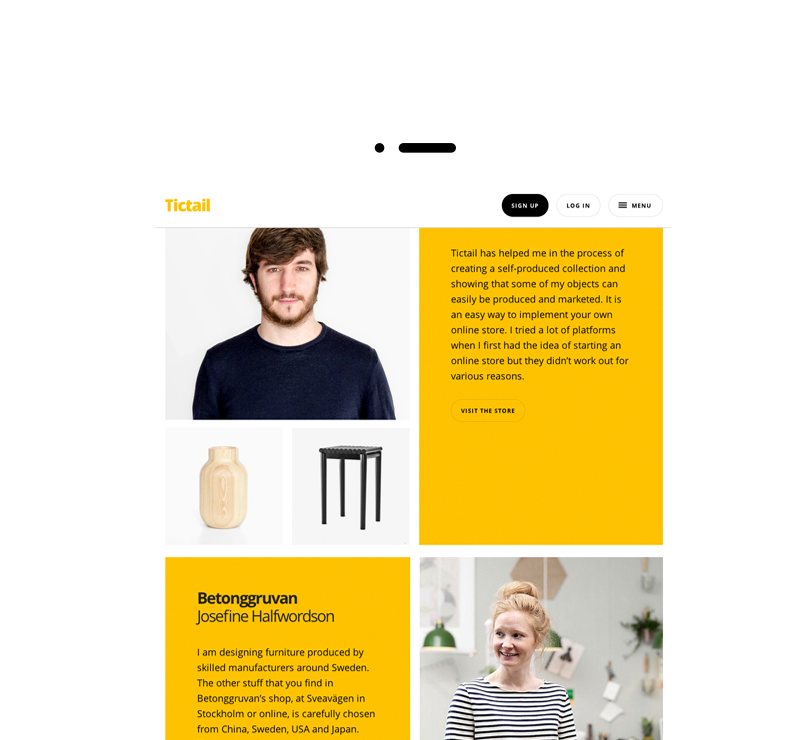 Tictail
SIGN UP
LOG IN
MENU
Tictail has helped me in the process of
creating a self-produced collection and
showing that some of my objects can
easily be produced and marketed. It is
an easy way to implement your own
online store. I tried a lot of platforms
when I first had the idea of starting an
online store but they didn’t work out for
various reasons.
VISIT THE STORE
Betonggruvan
Josefine Halfwordson
I am designing furniture produced by
skilled manufacturers around Sweden.
The other stuff that you find in
Betonggruvan’s shop, at Sveavägen in
Stockholm or online, is carefully chosen
from China, Sweden, USA and Japan.